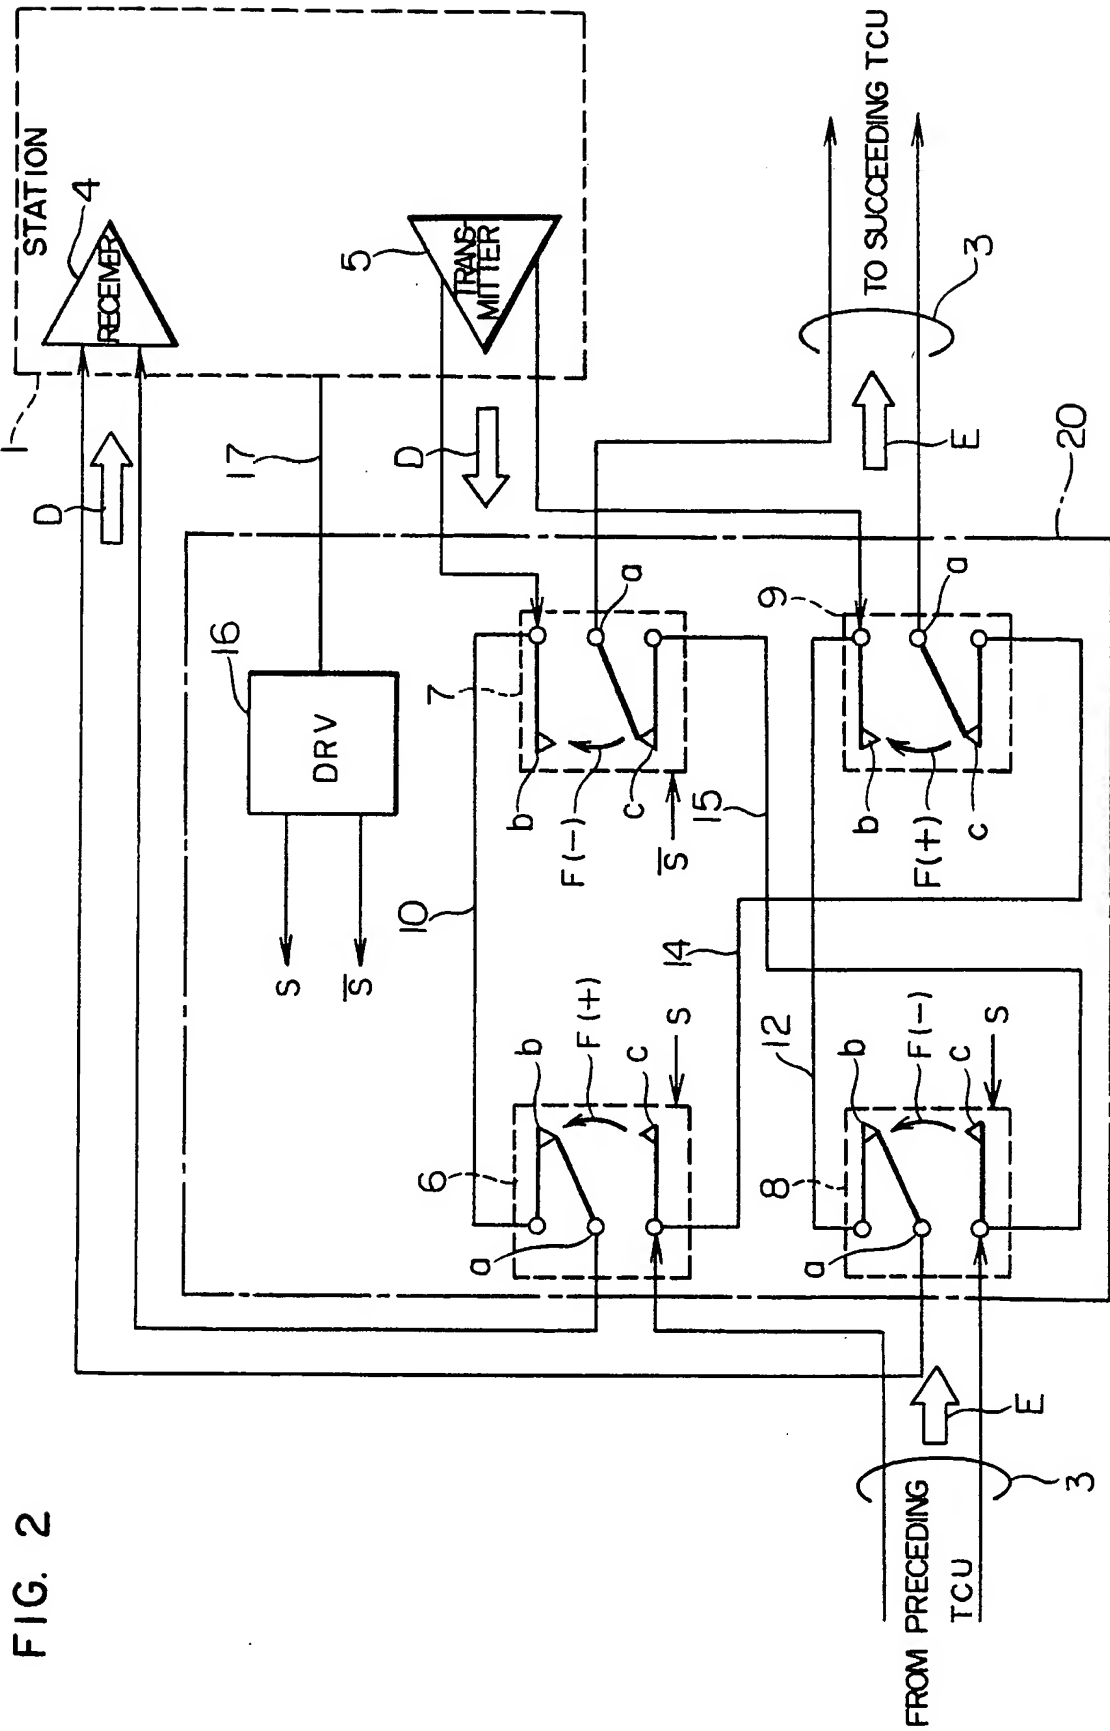 FIG. 2
STATION
1
4
RECEIVER
5
TRANS-
MITTER
D
D
17
16
DRV
S
S̅
10
7
a
b
F(-)
c
S̅
15
14
6
a
b
F(+)
c
S
12
8
a
b
F(-)
c
S
9
a
b
F(+)
c
20
E
3
TO SUCCEEDING TCU
E
3
FROM PRECEDING
TCU